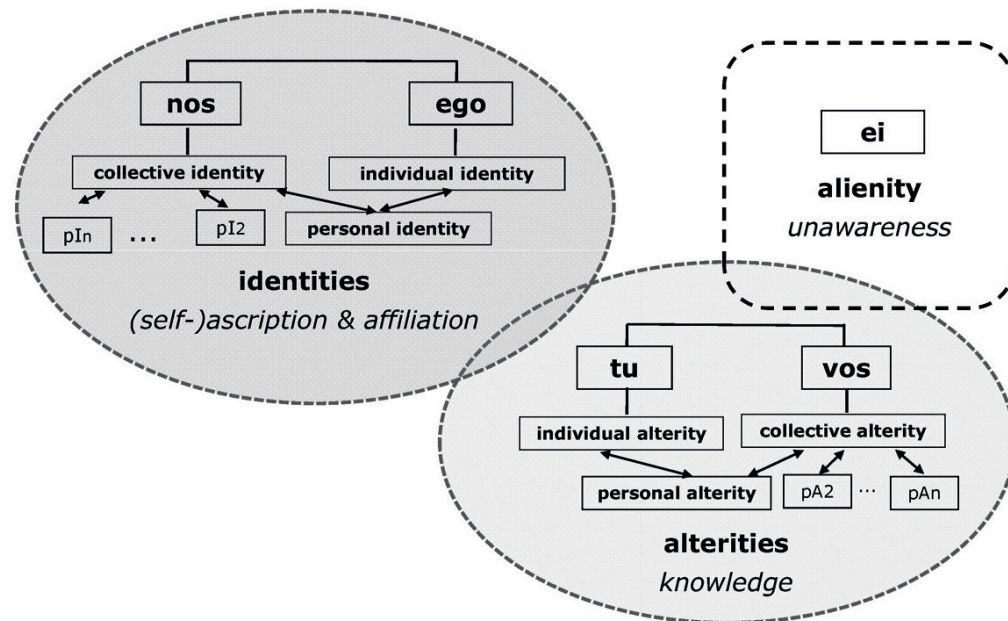 nos
ego
collective identity
individual identity
pIn
...
pI2
personal identity
identities
(self-)ascription & affiliation
ei
alienity
unawareness
tu
vos
individual alterity
collective alterity
personal alterity
pA2
...
pAn
alterities
knowledge